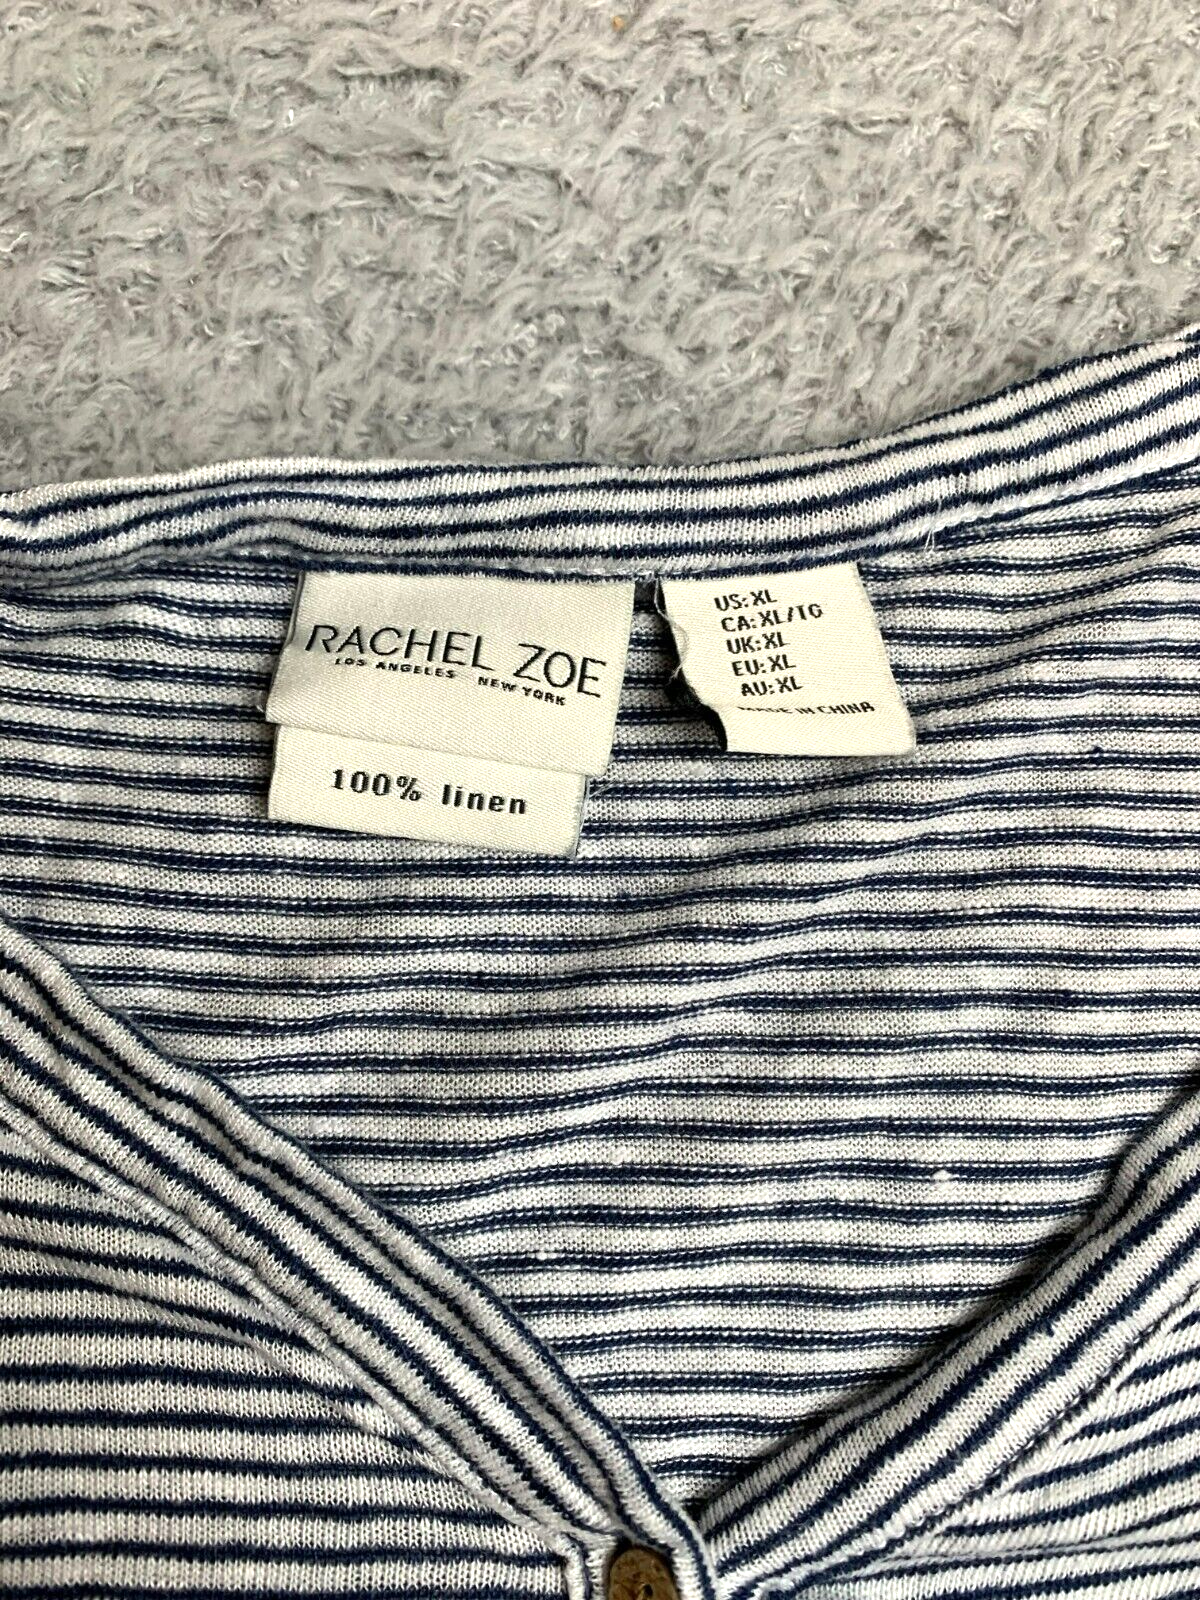 RACHEL ZOE
LOS ANGELES NEW YORK
100% linen
US: XL
CA: XL/TG
UK: XL
EU: XL
AU: XL
MADE IN CHINA